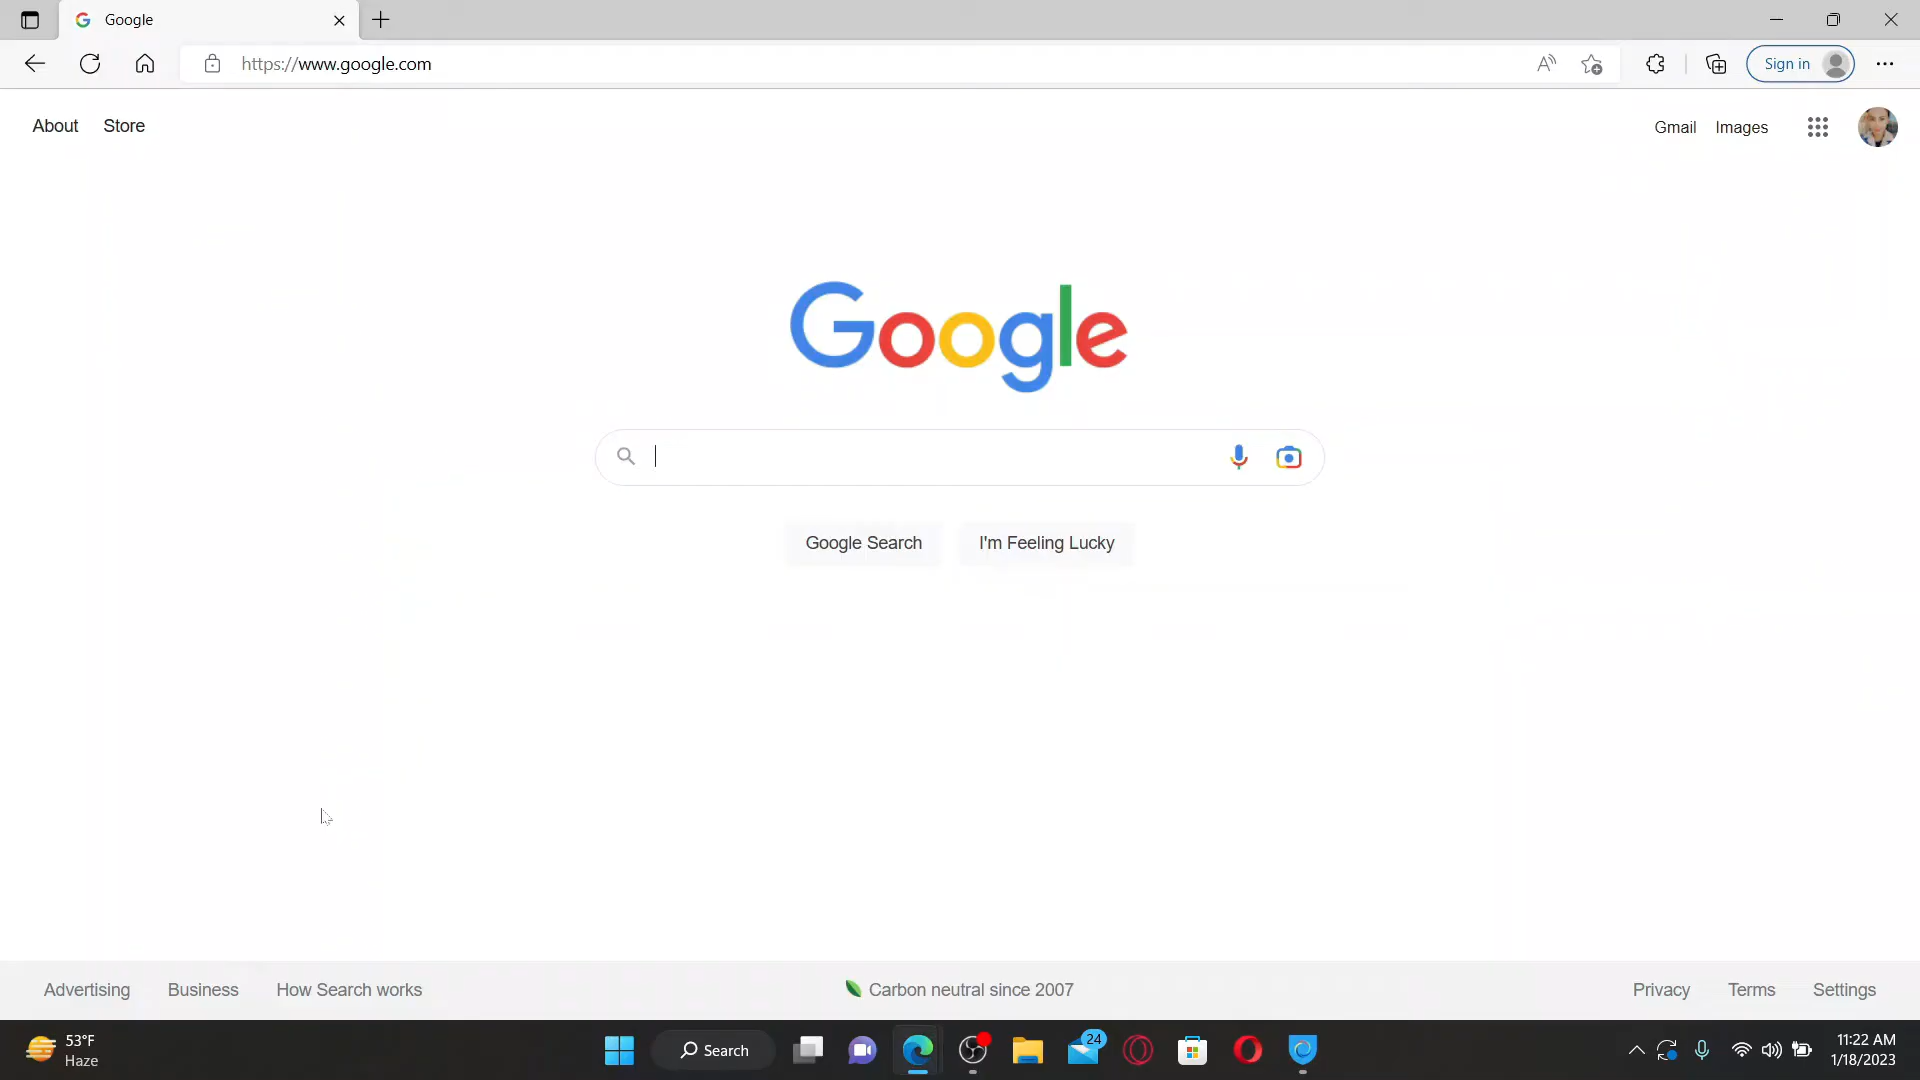 Google
https://www.google.com
Sign in
About Store
Gmail Images
Google
Google Search I'm Feeling Lucky
Advertising Business How Search works
Carbon neutral since 2007
Privacy Terms Settings
53°F
Haze
Search
24
11:22 AM
1/18/2023